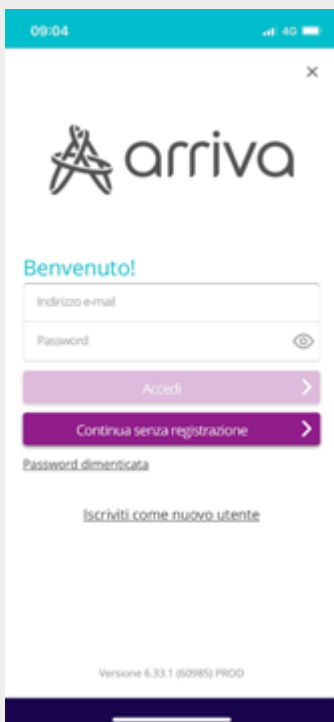 09:04
4G
arriva
Benvenuto!
Indirizzo e-mail
Password
Accedi
Continua senza registrazione
Password dimenticata
Iscriviti come nuovo utente
Versione 6.33.1 (60985) PROD